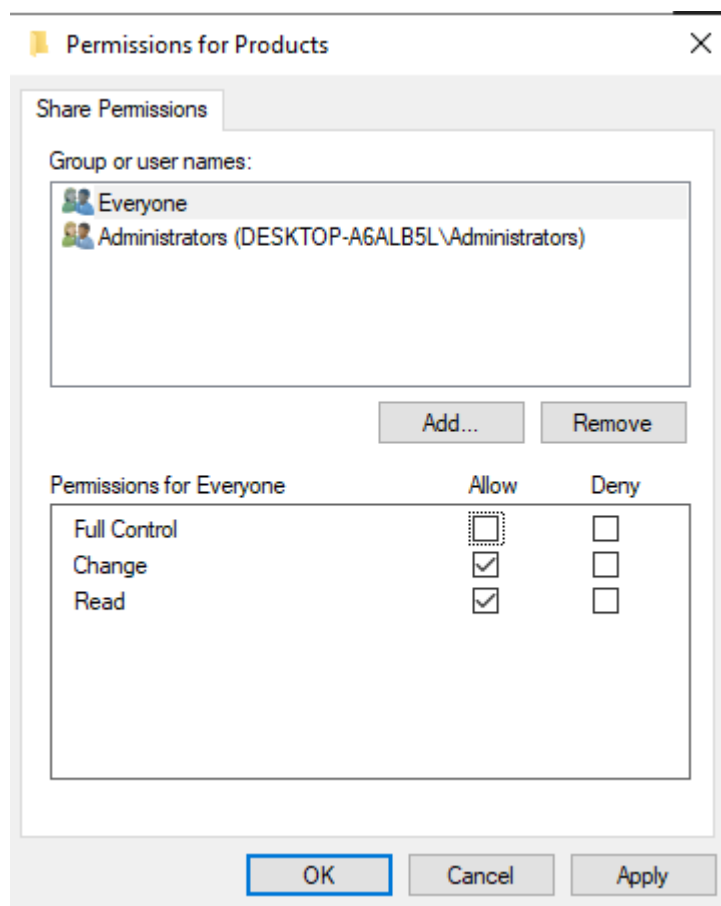 Permissions for Products
Share Permissions
Group or user names:
Everyone
Administrators (DESKTOP-A6ALB5L\Administrators)
Add... Remove
Permissions for Everyone Allow Deny
Full Control
Change
Read
OK Cancel Apply